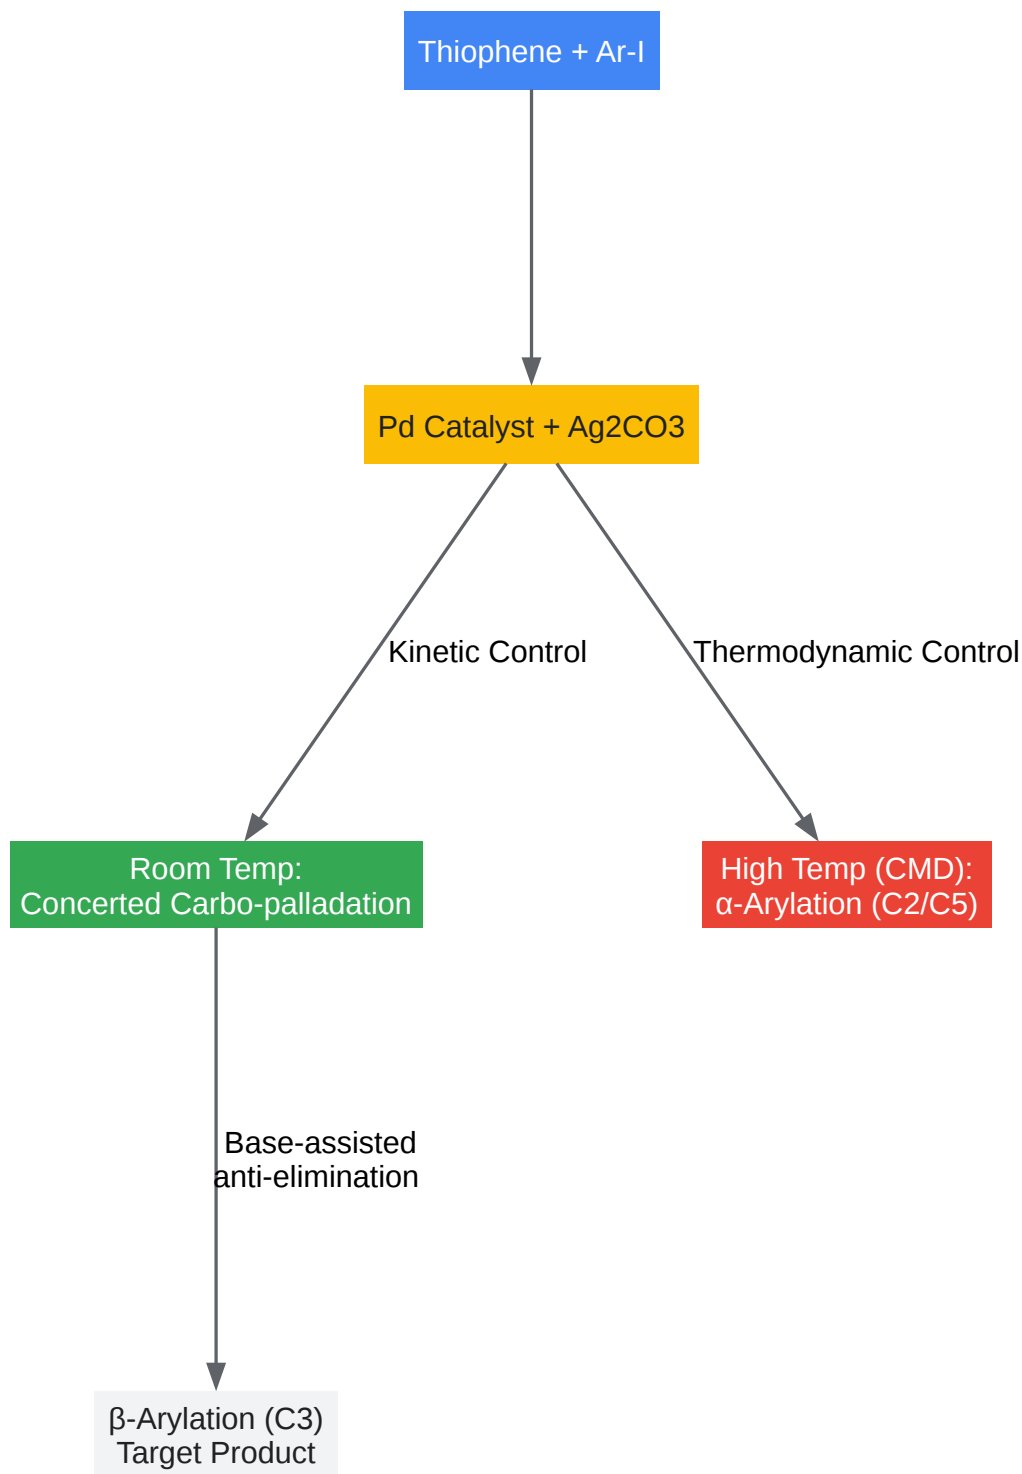 Thiophene + Ar-I
Pd Catalyst + Ag2CO3
Kinetic Control
Thermodynamic Control
Room Temp:
Concerted Carbo-palladation
High Temp (CMD):
α-Arylation (C2/C5)
Base-assisted
anti-elimination
β-Arylation (C3)
Target Product